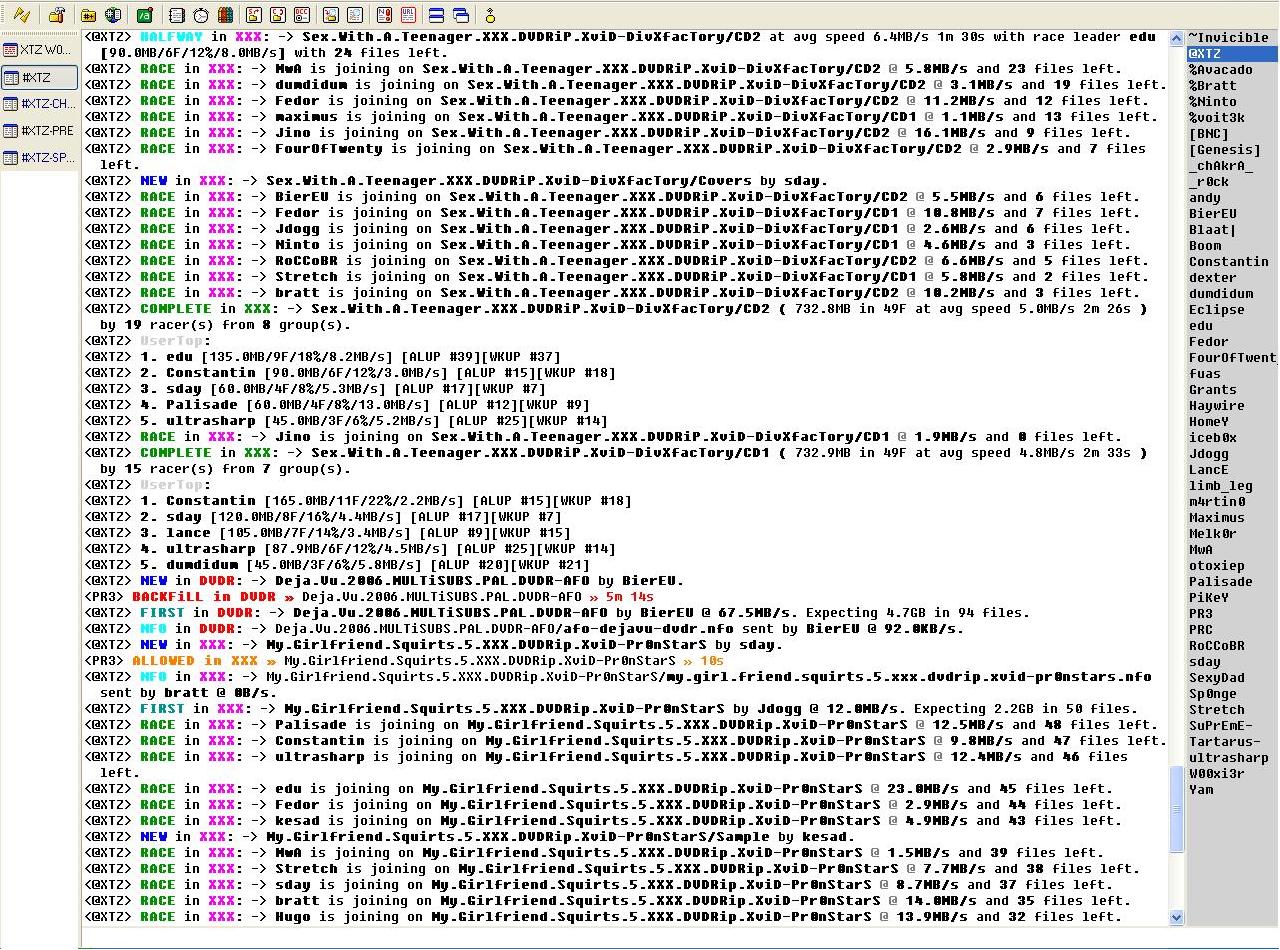 XTZ W0...
#XTZ
#XTZ-CH...
#XTZ-PRE
#XTZ-SP...
<@XTZ> HALFWAY in XXX: -> Sex.With.A.Teenager.XXX.DVDRiP.XviD-DivXfacTory/CD2 at avg speed 6.4MB/s 1m 30s with race leader edu
[90.0MB/6F/12%/8.0MB/s] with 24 files left.
<@XTZ> RACE in XXX: -> MwA is joining on Sex.With.A.Teenager.XXX.DVDRiP.XviD-DivXfacTory/CD2 @ 5.8MB/s and 23 files left.
<@XTZ> RACE in XXX: -> dumdidum is joining on Sex.With.A.Teenager.XXX.DVDRiP.XviD-DivXfacTory/CD2 @ 3.1MB/s and 19 files left.
<@XTZ> RACE in XXX: -> Fedor is joining on Sex.With.A.Teenager.XXX.DVDRiP.XviD-DivXfacTory/CD2 @ 11.2MB/s and 12 files left.
<@XTZ> RACE in XXX: -> maximus is joining on Sex.With.A.Teenager.XXX.DVDRiP.XviD-DivXfacTory/CD1 @ 1.1MB/s and 13 files left.
<@XTZ> RACE in XXX: -> Jino is joining on Sex.With.A.Teenager.XXX.DVDRiP.XviD-DivXfacTory/CD2 @ 16.1MB/s and 9 files left.
<@XTZ> RACE in XXX: -> FourOfTwenty is joining on Sex.With.A.Teenager.XXX.DVDRiP.XviD-DivXfacTory/CD2 @ 2.9MB/s and 7 files
left.
<@XTZ> NEW in XXX: -> Sex.With.A.Teenager.XXX.DVDRiP.XviD-DivXfacTory/Covers by sday.
<@XTZ> RACE in XXX: -> BierEU is joining on Sex.With.A.Teenager.XXX.DVDRiP.XviD-DivXfacTory/CD2 @ 5.5MB/s and 6 files left.
<@XTZ> RACE in XXX: -> Fedor is joining on Sex.With.A.Teenager.XXX.DVDRiP.XviD-DivXfacTory/CD1 @ 10.8MB/s and 7 files left.
<@XTZ> RACE in XXX: -> Jdogg is joining on Sex.With.A.Teenager.XXX.DVDRiP.XviD-DivXfacTory/CD1 @ 2.6MB/s and 6 files left.
<@XTZ> RACE in XXX: -> Ninto is joining on Sex.With.A.Teenager.XXX.DVDRiP.XviD-DivXfacTory/CD1 @ 4.6MB/s and 3 files left.
<@XTZ> RACE in XXX: -> RoCCoBR is joining on Sex.With.A.Teenager.XXX.DVDRiP.XviD-DivXfacTory/CD2 @ 6.6MB/s and 5 files left.
<@XTZ> RACE in XXX: -> Stretch is joining on Sex.With.A.Teenager.XXX.DVDRiP.XviD-DivXfacTory/CD1 @ 5.8MB/s and 2 files left.
<@XTZ> RACE in XXX: -> bratt is joining on Sex.With.A.Teenager.XXX.DVDRiP.XviD-DivXfacTory/CD2 @ 10.2MB/s and 3 files left.
<@XTZ> COMPLETE in XXX: -> Sex.With.A.Teenager.XXX.DVDRiP.XviD-DivXfacTory/CD2 ( 732.8MB in 49F at avg speed 5.0MB/s 2m 26s )
by 19 racer(s) from 8 group(s).
<@XTZ> UserTop:
<@XTZ> 1. edu [135.0MB/9F/18%/8.2MB/s] [ALUP #39][WKUP #37]
<@XTZ> 2. Constantin [90.0MB/6F/12%/3.0MB/s] [ALUP #15][WKUP #18]
<@XTZ> 3. sday [60.0MB/4F/8%/5.3MB/s] [ALUP #17][WKUP #7]
<@XTZ> 4. Palisade [60.0MB/4F/8%/13.0MB/s] [ALUP #12][WKUP #9]
<@XTZ> 5. ultrasharp [45.0MB/3F/6%/5.2MB/s] [ALUP #25][WKUP #14]
<@XTZ> RACE in XXX: -> Jino is joining on Sex.With.A.Teenager.XXX.DVDRiP.XviD-DivXfacTory/CD1 @ 1.9MB/s and 0 files left.
<@XTZ> COMPLETE in XXX: -> Sex.With.A.Teenager.XXX.DVDRiP.XviD-DivXfacTory/CD1 ( 732.9MB in 49F at avg speed 4.8MB/s 2m 33s )
by 15 racer(s) from 7 group(s).
<@XTZ> UserTop:
<@XTZ> 1. Constantin [165.0MB/11F/22%/2.2MB/s] [ALUP #15][WKUP #18]
<@XTZ> 2. sday [120.0MB/8F/16%/4.4MB/s] [ALUP #17][WKUP #7]
<@XTZ> 3. lance [105.0MB/7F/14%/3.4MB/s] [ALUP #9][WKUP #15]
<@XTZ> 4. ultrasharp [87.9MB/6F/12%/4.5MB/s] [ALUP #25][WKUP #14]
<@XTZ> 5. dumdidum [45.0MB/3F/6%/5.8MB/s] [ALUP #20][WKUP #21]
<@XTZ> NEW in DVDR: -> Deja.Vu.2006.MULTiSUBS.PAL.DVDR-AFO by BierEU.
<PR3> BACKFiLL in DVDR » Deja.Vu.2006.MULTiSUBS.PAL.DVDR-AFO » 5m 14s
<@XTZ> FIRST in DVDR: -> Deja.Vu.2006.MULTiSUBS.PAL.DVDR-AFO by BierEU @ 67.5MB/s. Expecting 4.7GB in 94 files.
<@XTZ> NFO in DVDR: -> Deja.Vu.2006.MULTiSUBS.PAL.DVDR-AFO/afo-dejavu-dvdr.nfo sent by BierEU @ 92.0KB/s.
<@XTZ> NEW in XXX: -> My.Girlfriend.Squirts.5.XXX.DVDRip.XviD-Pr0nStarS by sday.
<PR3> ALLOWED in XXX » My.Girlfriend.Squirts.5.XXX.DVDRip.XviD-Pr0nStarS » 10s
<@XTZ> NFO in XXX: -> My.Girlfriend.Squirts.5.XXX.DVDRip.XviD-Pr0nStarS/my.girl.friend.squirts.5.xxx.dvdrip.xvid-pr0nstars.nfo
sent by bratt @ 0B/s.
<@XTZ> FIRST in XXX: -> My.Girlfriend.Squirts.5.XXX.DVDRip.XviD-Pr0nStarS by Jdogg @ 12.0MB/s. Expecting 2.2GB in 50 files.
<@XTZ> RACE in XXX: -> Palisade is joining on My.Girlfriend.Squirts.5.XXX.DVDRip.XviD-Pr0nStarS @ 12.5MB/s and 48 files left.
<@XTZ> RACE in XXX: -> Constantin is joining on My.Girlfriend.Squirts.5.XXX.DVDRip.XviD-Pr0nStarS @ 9.8MB/s and 47 files left.
<@XTZ> RACE in XXX: -> ultrasharp is joining on My.Girlfriend.Squirts.5.XXX.DVDRip.XviD-Pr0nStarS @ 12.4MB/s and 46 files
left.
<@XTZ> RACE in XXX: -> edu is joining on My.Girlfriend.Squirts.5.XXX.DVDRip.XviD-Pr0nStarS @ 23.0MB/s and 45 files left.
<@XTZ> RACE in XXX: -> Fedor is joining on My.Girlfriend.Squirts.5.XXX.DVDRip.XviD-Pr0nStarS @ 2.9MB/s and 44 files left.
<@XTZ> RACE in XXX: -> kesad is joining on My.Girlfriend.Squirts.5.XXX.DVDRip.XviD-Pr0nStarS @ 4.9MB/s and 43 files left.
<@XTZ> NEW in XXX: -> My.Girlfriend.Squirts.5.XXX.DVDRip.XviD-Pr0nStarS/Sample by kesad.
<@XTZ> RACE in XXX: -> MwA is joining on My.Girlfriend.Squirts.5.XXX.DVDRip.XviD-Pr0nStarS @ 1.5MB/s and 39 files left.
<@XTZ> RACE in XXX: -> Stretch is joining on My.Girlfriend.Squirts.5.XXX.DVDRip.XviD-Pr0nStarS @ 7.7MB/s and 38 files left.
<@XTZ> RACE in XXX: -> sday is joining on My.Girlfriend.Squirts.5.XXX.DVDRip.XviD-Pr0nStarS @ 8.7MB/s and 37 files left.
<@XTZ> RACE in XXX: -> bratt is joining on My.Girlfriend.Squirts.5.XXX.DVDRip.XviD-Pr0nStarS @ 14.0MB/s and 35 files left.
<@XTZ> RACE in XXX: -> Hugo is joining on My.Girlfriend.Squirts.5.XXX.DVDRip.XviD-Pr0nStarS @ 13.9MB/s and 32 files left.
~Invicible
@XTZ
%Avacado
%Bratt
%Ninto
%voit3k
[BNC]
[Genesis]
_chAkrA_
_r0ck
andy
BierEU
Blaat|
Boom
Constantin
dexter
dumdidum
Eclipse
edu
Fedor
FourOfTwent
fuas
Grants
Haywire
HomeY
iceb0x
Jdogg
LancE
limb_leg
m4rtin0
Maximus
Melk0r
MwA
otoxiep
Palisade
PiKeY
PR3
PRC
RoCCoBR
sday
SexyDad
Sp0nge
Stretch
SuPrEmE-
Tartarus-
ultrasharp
W00xi3r
Yam